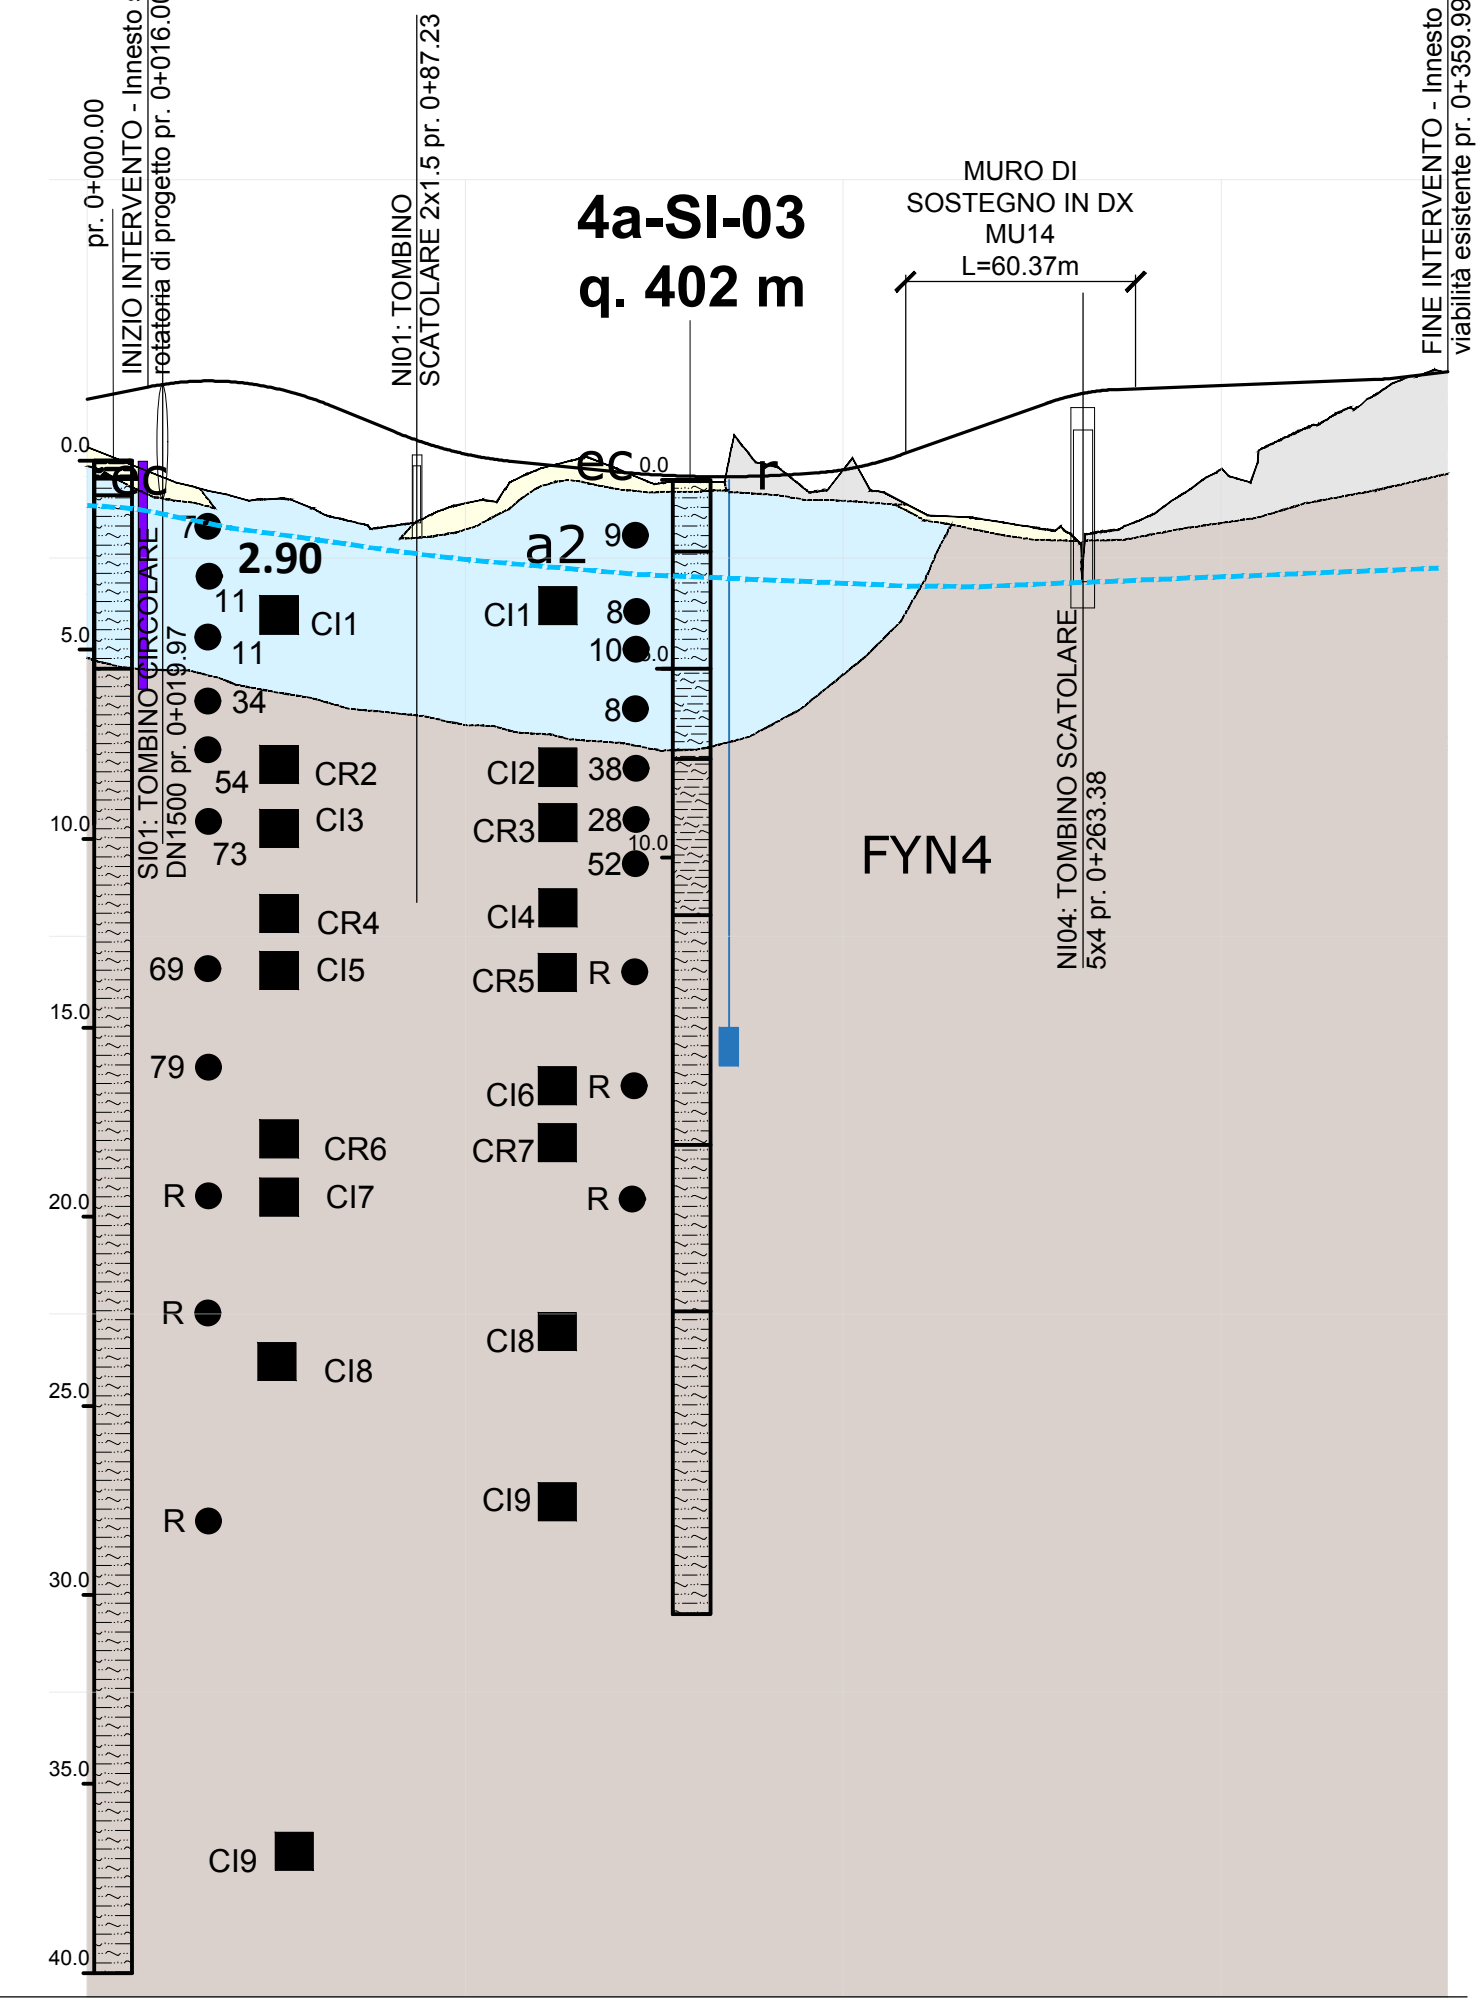 pr. 0+000.00
INIZIO INTERVENTO - Innesto
rotatoria di progetto pr. 0+016.00
NI01: TOMBINO
SCATOLARE 2x1.5 pr. 0+87.23
4a-SI-03
q. 402 m
MURO DI
SOSTEGNO IN DX
MU14
L=60.37m
FINE INTERVENTO - Innesto
viabilità esistente pr. 0+359.99
0.0
5.0
10.0
15.0
20.0
25.0
30.0
35.0
40.0
ec
SI01: TOMBINO CIRCOLARE
DN1500 pr. 0+019.97
7
11
11
34
54
73
69
79
R
R
R
2.90
CI1
CR2
CI3
CR4
CI5
CR6
CI7
CI8
CI9
a2
CI1
CI2
CR3
CI4
CR5
CI6
CR7
CI8
CI9
ec
r
9
8
10
8
38
28
52
R
R
R
0.0
5.0
10.0
FYN4
NI04: TOMBINO SCATOLARE
5x4 pr. 0+263.38